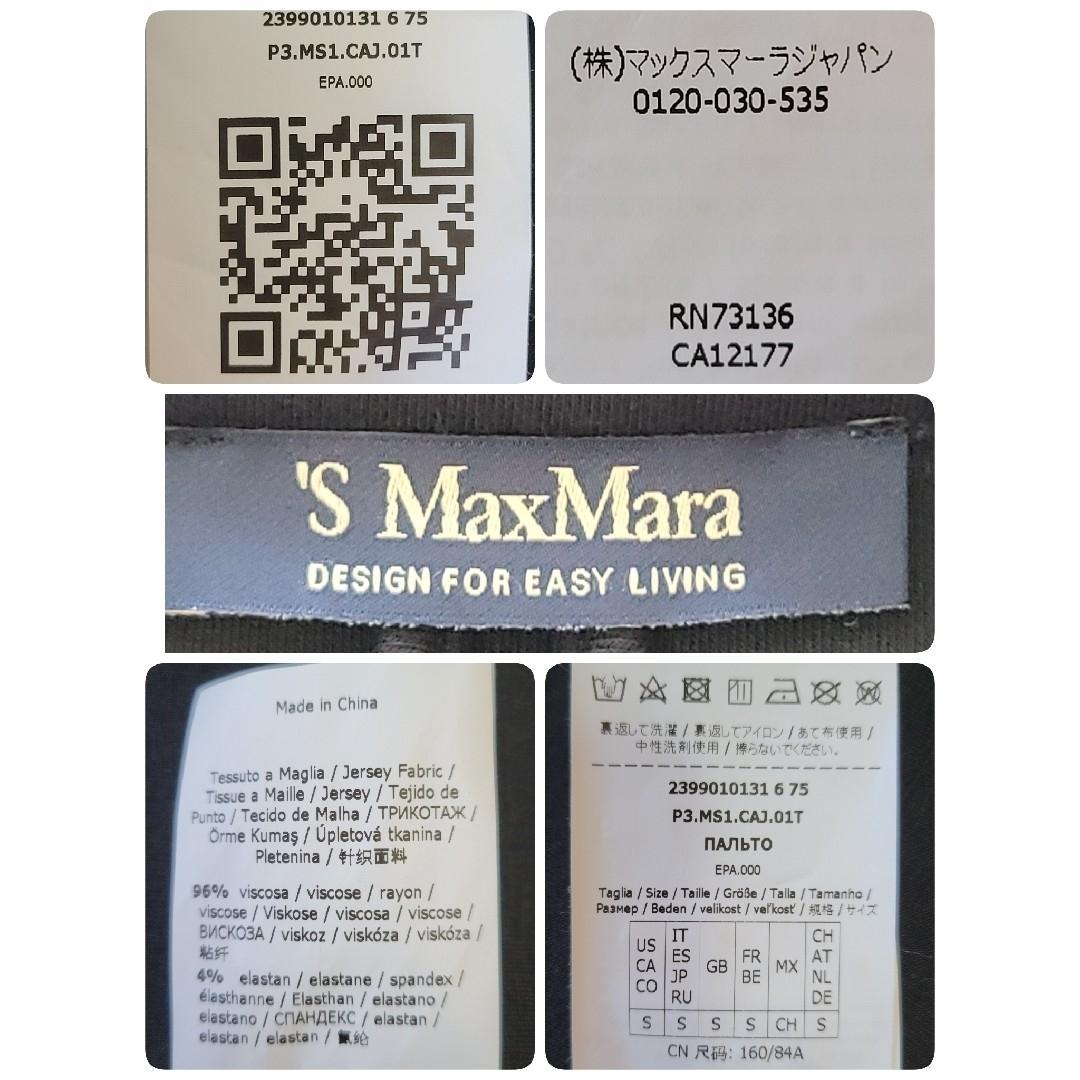 2399010131 6 75
P3.MS1.CAJ.01T
EPA.000
(株)マックスマーラジャパン
0120-030-535
RN73136
CA12177
'S MaxMara
DESIGN FOR EASY LIVING
Made in China
Tessuto a Maglia / Jersey Fabric /
Tissue a Maille / Jersey / Tejido de
Punto / Tecido de Malha / ТРИКОТАЖ /
Örme Kumaş / Úpletová tkanina /
Pletenina / 针织面料
96% viscosa / viscose / rayon /
viscose / Viskose / viscosa / viscose /
ВИСКОЗА / viskoz / viskóza / viskóza /
粘纤
4% elastan / elastane / spandex /
élasthanne / Elasthan / elastano /
elastano / СПАНДЕКС / elastan /
elastan / elastan / 氨纶
裏返して洗濯 / 裏返してアイロン / あて布使用 /
中性洗剤使用 / 擦らないでください。
2399010131 6 75
P3.MS1.CAJ.01T
ПАЛЬТО
EPA.000
Taglia / Size / Taille / Größe / Talla / Tamanho /
Размер / Beden / velikost / veľkosť / 规格 / サイズ
US CA CO IT ES JP RU GB FR BE MX CH AT NL DE
S S S S CH S
CN 尺码: 160/84A